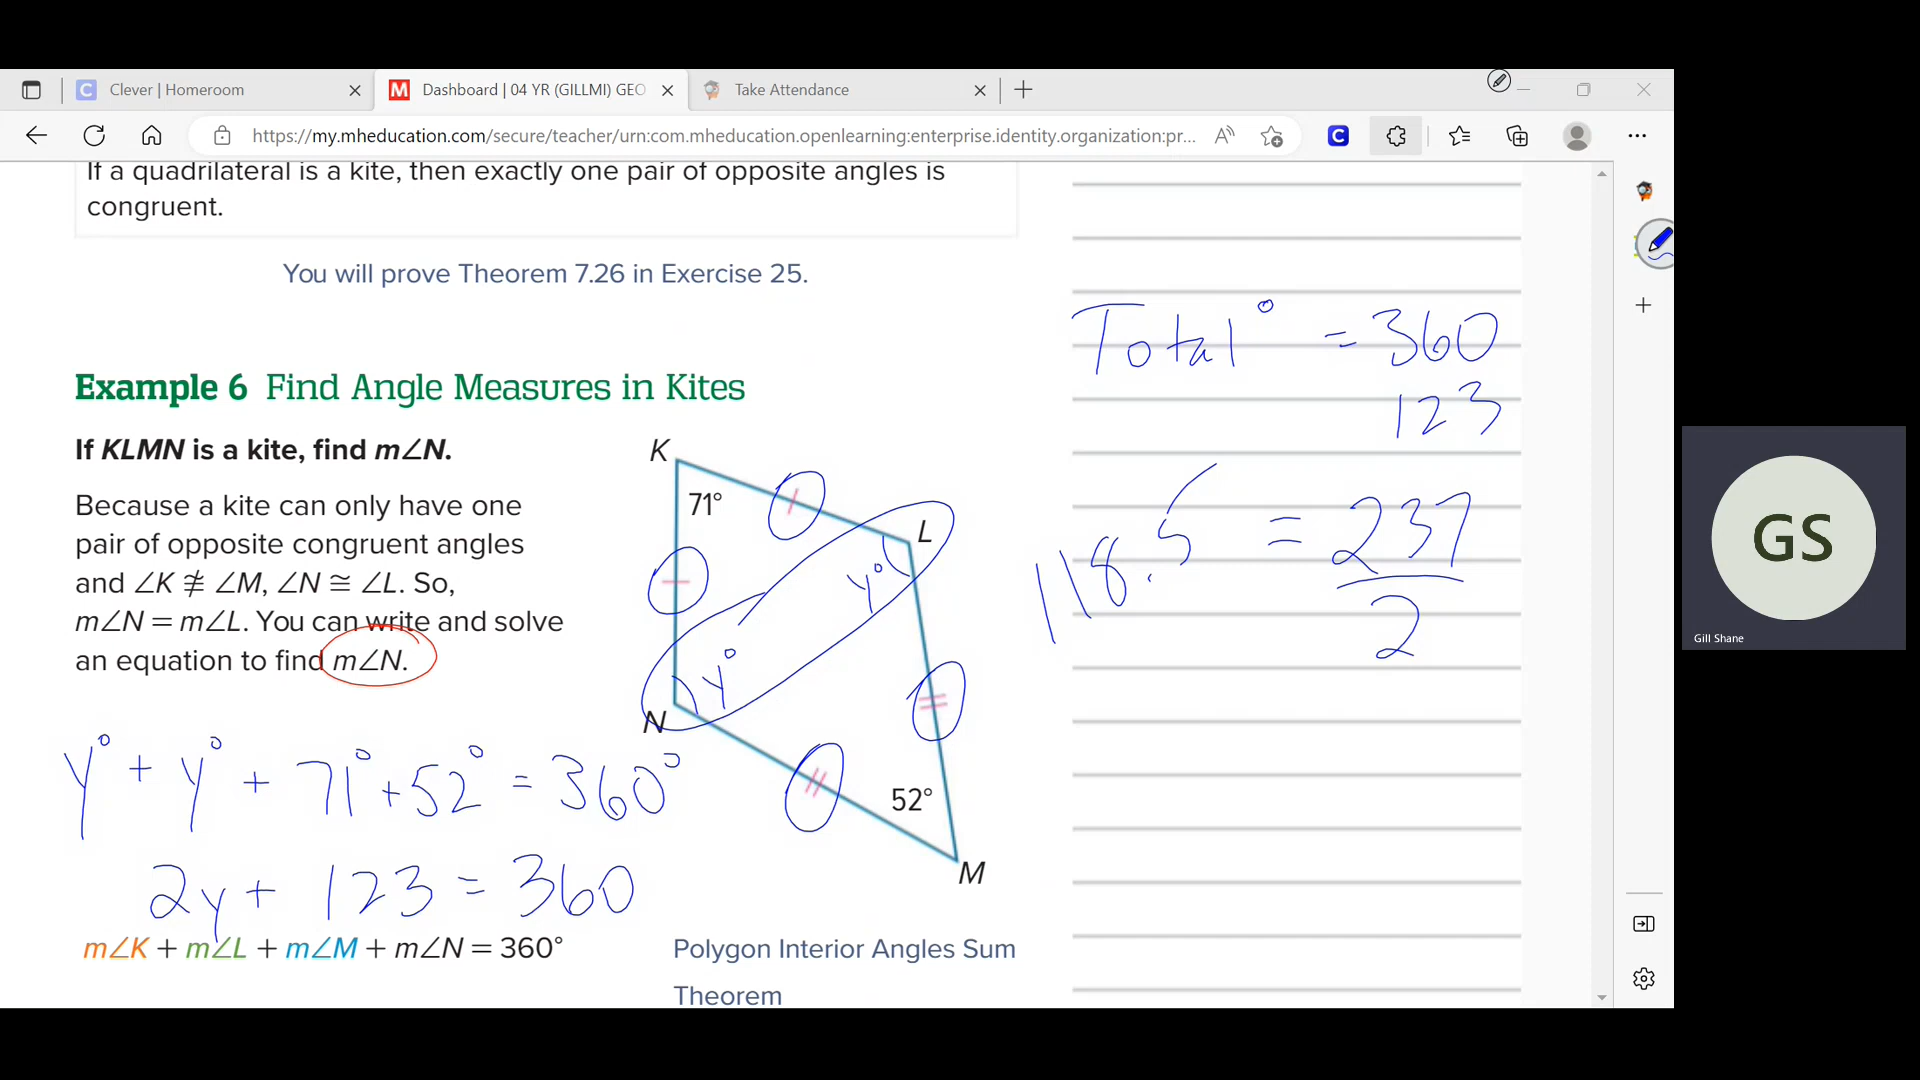 Clever | Homeroom
Dashboard | 04 YR (GILLMI) GEO
Take Attendance
https://my.mheducation.com/secure/teacher/urn:com.mheducation.openlearning:enterprise.identity.organization:pr...
If a quadrilateral is a kite, then exactly one pair of opposite angles is
congruent.
You will prove Theorem 7.26 in Exercise 25.
Example 6 Find Angle Measures in Kites
If KLMN is a kite, find m∠N.
Because a kite can only have one
pair of opposite congruent angles
and ∠K ≇ ∠M, ∠N ≅ ∠L. So,
m∠N = m∠L. You can write and solve
an equation to find m∠N.
K
71°
L
y°
y°
N
52°
M
y° + y° + 71° + 52° = 360°
2y + 123 = 360
m∠K + m∠L + m∠M + m∠N = 360°
Polygon Interior Angles Sum
Theorem
Total° = 360
123
118.5 = 237
2
GS
Gill Shane